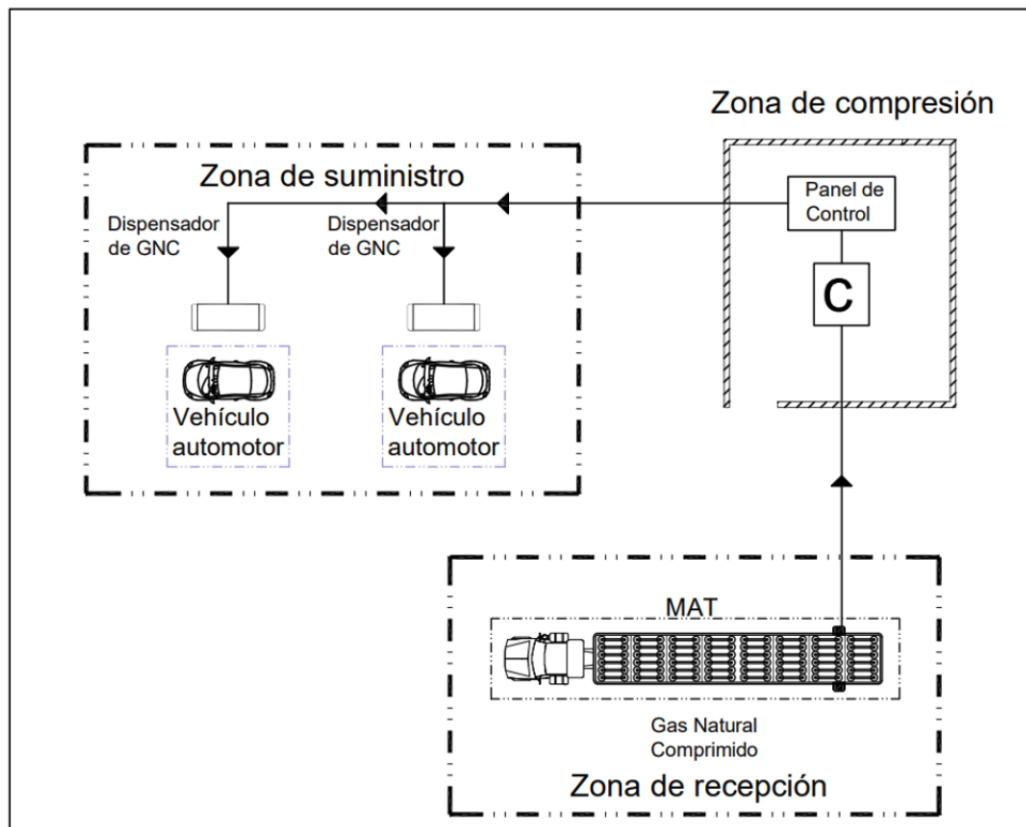 Zona de compresión
Zona de suministro
Panel de
Control
Dispensador
de GNC
Dispensador
de GNC
C
Vehículo
automotor
Vehículo
automotor
MAT
Gas Natural
Comprimido
Zona de recepción